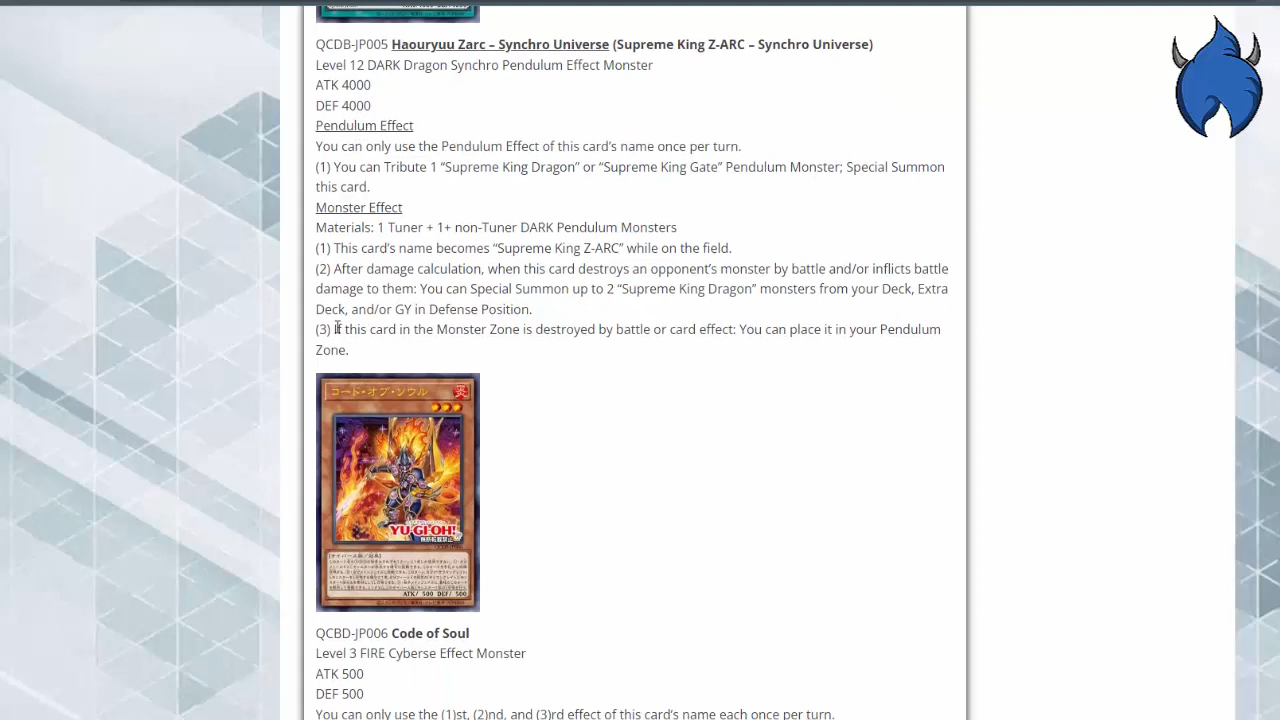 QCDB-JP005 Haouryuu Zarc – Synchro Universe (Supreme King Z-ARC – Synchro Universe)
Level 12 DARK Dragon Synchro Pendulum Effect Monster
ATK 4000
DEF 4000
Pendulum Effect
You can only use the Pendulum Effect of this card’s name once per turn.
(1) You can Tribute 1 “Supreme King Dragon” or “Supreme King Gate” Pendulum Monster; Special Summon
this card.
Monster Effect
Materials: 1 Tuner + 1+ non-Tuner DARK Pendulum Monsters
(1) This card’s name becomes “Supreme King Z-ARC” while on the field.
(2) After damage calculation, when this card destroys an opponent’s monster by battle and/or inflicts battle
damage to them: You can Special Summon up to 2 “Supreme King Dragon” monsters from your Deck, Extra
Deck, and/or GY in Defense Position.
(3) If this card in the Monster Zone is destroyed by battle or card effect: You can place it in your Pendulum
Zone.
コード・オブ・ソウル
炎
YU-GI-OH!
ATK/ 500 DEF/ 500
QCBD-JP006 Code of Soul
Level 3 FIRE Cyberse Effect Monster
ATK 500
DEF 500
You can only use the (1)st, (2)nd, and (3)rd effect of this card’s name each once per turn.